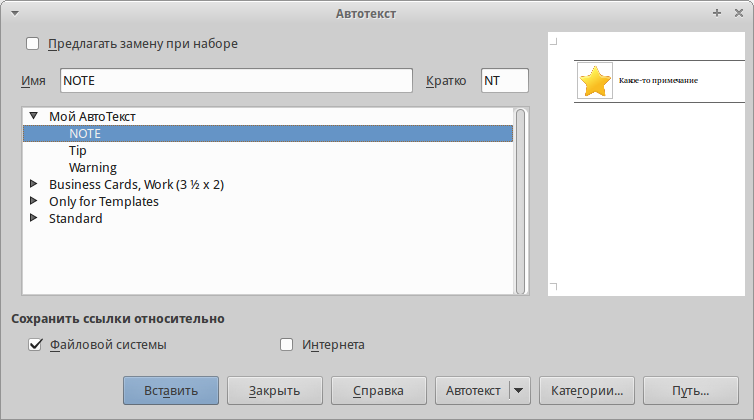 Автотекст
Предлагать замену при наборе
Имя NOTE Кратко NT
Мой АвтоТекст
NOTE
Tip
Warning
Business Cards, Work (3 ½ x 2)
Only for Templates
Standard
Какое-то примечание
Сохранить ссылки относительно
Файловой системы Интернета
Вставить Закрыть Справка Автотекст Категории... Путь...